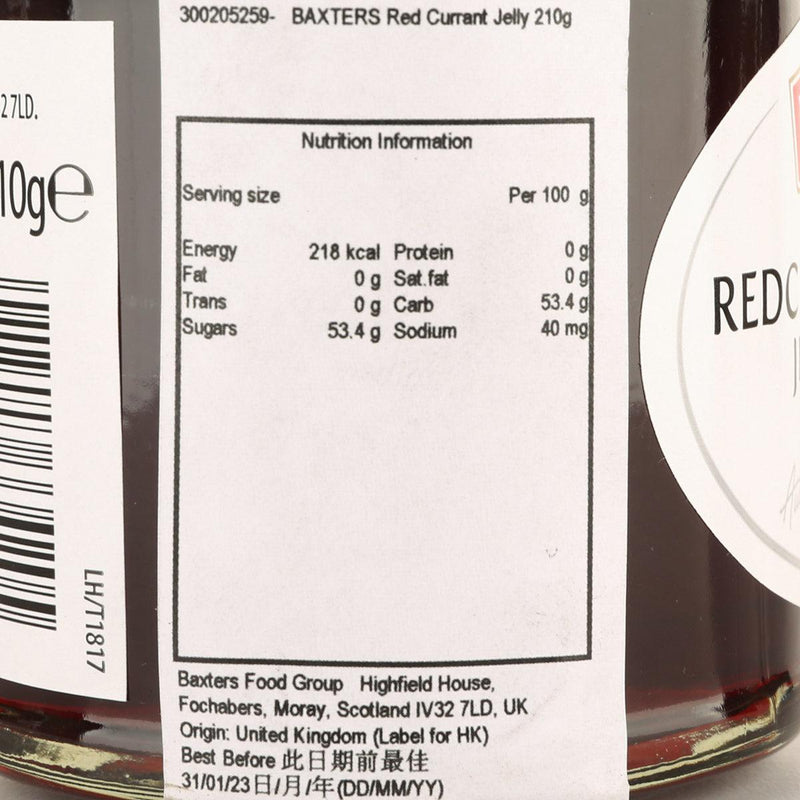 300205259- BAXTERS Red Currant Jelly 210g
Nutrition Information
Serving size Per 100 g
Energy 218 kcal Protein 0 g
Fat 0 g Sat.fat 0 g
Trans 0 g Carb 53.4 g
Sugars 53.4 g Sodium 40 mg
Baxters Food Group Highfield House,
Fochabers, Moray, Scotland IV32 7LD, UK
Origin: United Kingdom (Label for HK)
Best Before 此日期前最佳
31/01/23日/月/年(DD/MM/YY)
2 7LD.
10g e
LH/T1817
REDC
J